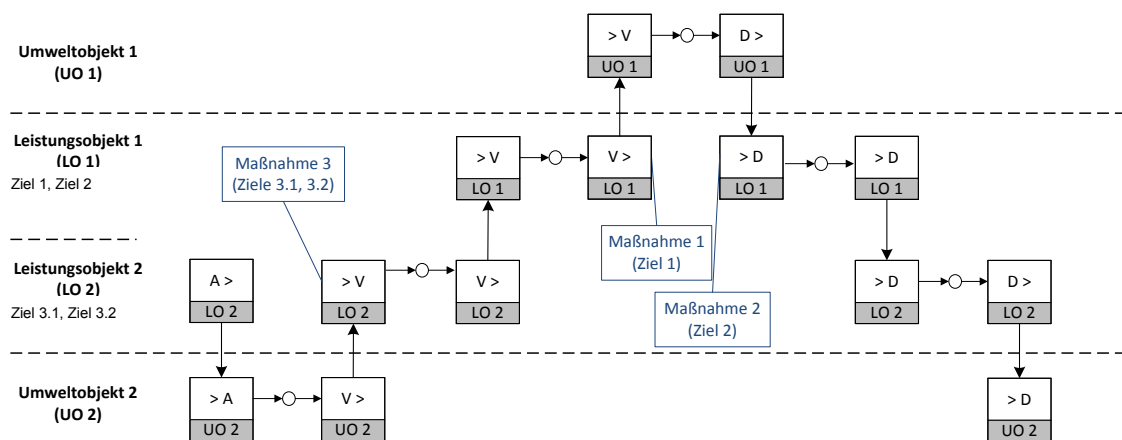 Umweltobjekt 1
(UO 1)
> V
UO 1
D >
UO 1
Leistungsobjekt 1
(LO 1)
Ziel 1, Ziel 2
Maßnahme 3
(Ziele 3.1, 3.2)
> V
LO 1
V >
LO 1
> D
LO 1
> D
LO 1
Maßnahme 1
(Ziel 1)
Maßnahme 2
(Ziel 2)
Leistungsobjekt 2
(LO 2)
Ziel 3.1, Ziel 3.2
A >
LO 2
> V
LO 2
V >
LO 2
> D
LO 2
D >
LO 2
Umweltobjekt 2
(UO 2)
> A
UO 2
V >
UO 2
> D
UO 2